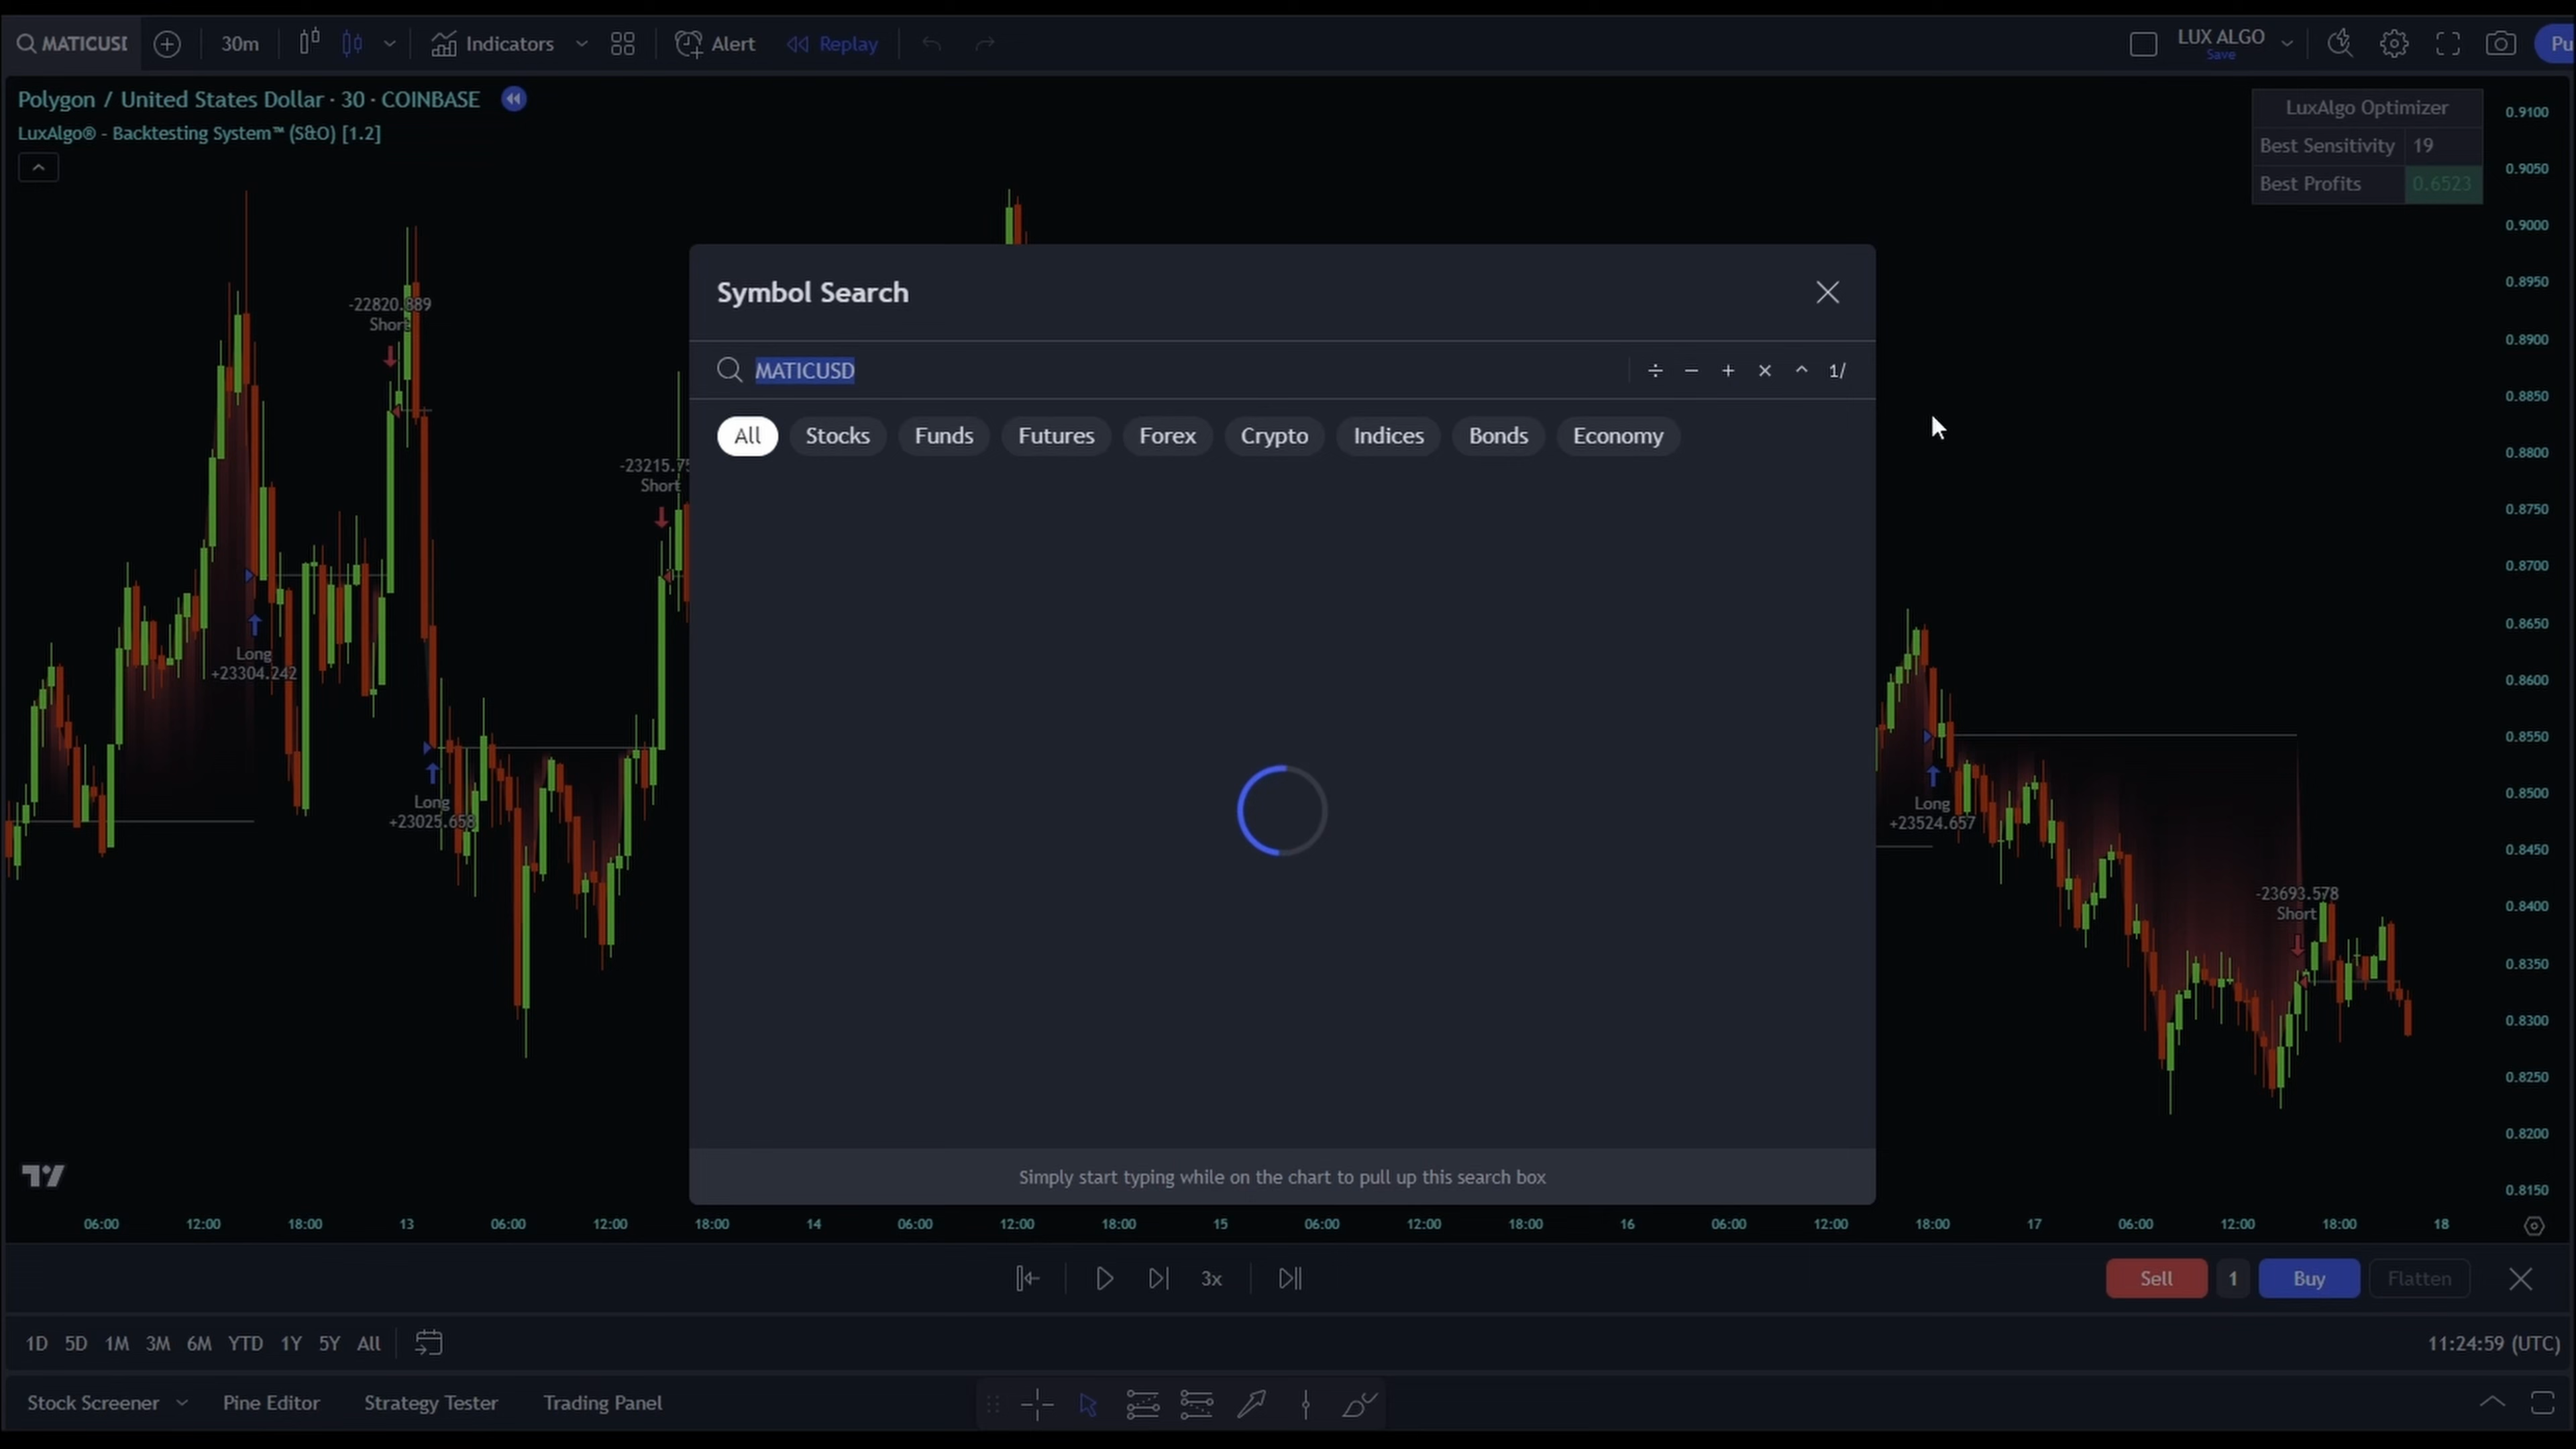 MATICUSD
30m
Indicators
Alert
Replay
LUX ALGO
Save
Pu
Polygon / United States Dollar · 30 · COINBASE
LuxAlgo® - Backtesting System™ (S&O) [1.2]
LuxAlgo Optimizer
Best Sensitivity 19
Best Profits 0.6523
0.9100
0.9050
0.9000
0.8950
0.8900
0.8850
0.8800
0.8750
0.8700
0.8650
0.8600
0.8550
0.8500
0.8450
0.8400
0.8350
0.8300
0.8250
0.8200
0.8150
-22820.889
Short
-23215.75
Short
Long
+23304.242
Long
+23025.658
Long
+23524.657
-23693.578
Short
Symbol Search
MATICUSD
÷ − + × ^ 1/
All Stocks Funds Futures Forex Crypto Indices Bonds Economy
Simply start typing while on the chart to pull up this search box
06:00 12:00 18:00 13 06:00 12:00 18:00 14 06:00 12:00 18:00 15 06:00 12:00 18:00 16 06:00 12:00 18:00 17 06:00 12:00 18:00 18
3x
Sell 1 Buy Flatten
1D 5D 1M 3M 6M YTD 1Y 5Y All
11:24:59 (UTC)
Stock Screener Pine Editor Strategy Tester Trading Panel